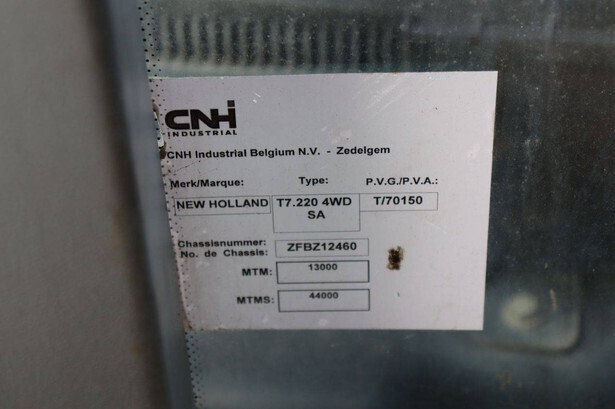 CNH
INDUSTRIAL
CNH Industrial Belgium N.V. - Zedelgem
Merk/Marque: Type: P.V.G./P.V.A.:
NEW HOLLAND T7.220 4WD T/70150
SA
Chassisnummer: ZFBZ12460
No. de Chassis:
MTM: 13000
MTMS: 44000